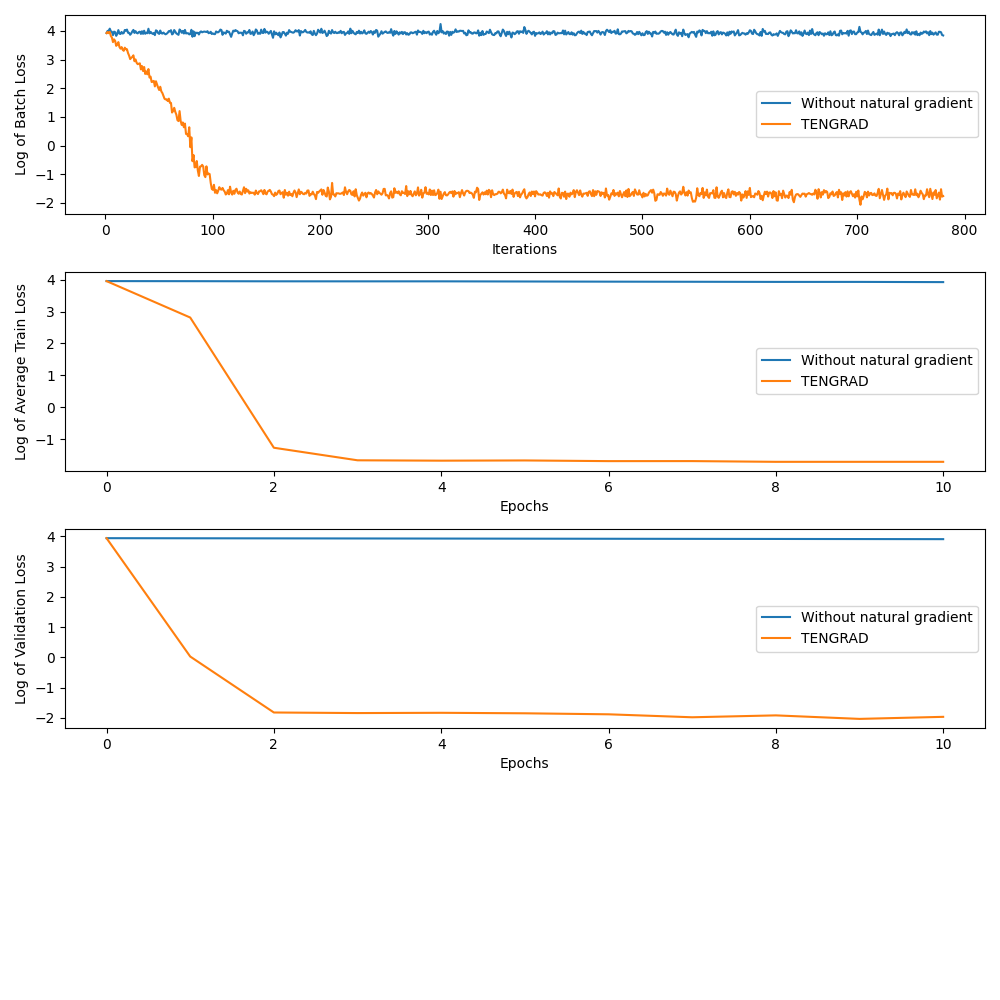 4
3
2
1
0
−1
−2
Log of Batch Loss
Without natural gradient
TENGRAD
0 100 200 300 400 500 600 700 800
Iterations
4
3
2
1
0
−1
Log of Average Train Loss
Without natural gradient
TENGRAD
0 2 4 6 8 10
Epochs
4
3
2
1
0
−1
−2
Log of Validation Loss
Without natural gradient
TENGRAD
0 2 4 6 8 10
Epochs